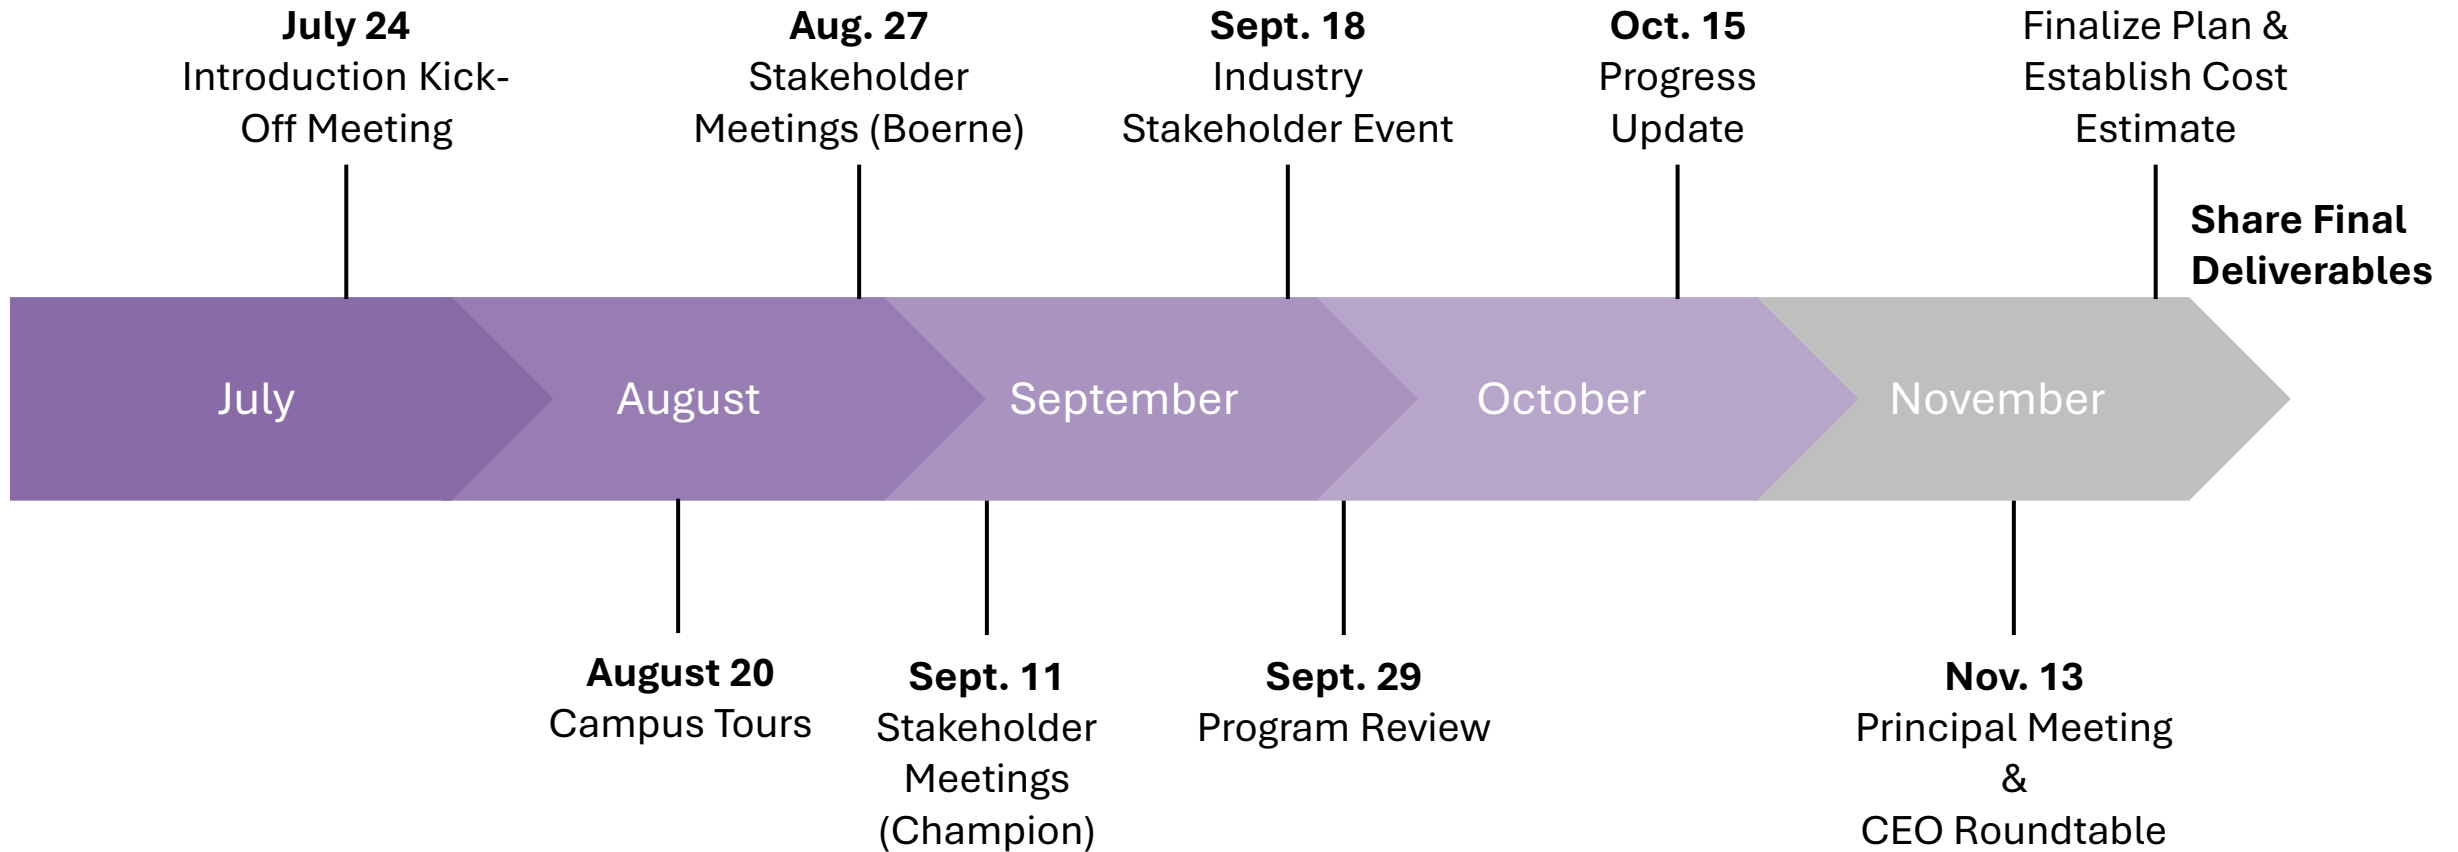 July 24
Introduction Kick-
Off Meeting
Aug. 27
Stakeholder
Meetings (Boerne)
Sept. 18
Industry
Stakeholder Event
Oct. 15
Progress
Update
Finalize Plan &
Establish Cost
Estimate
Share Final
Deliverables
July
August
September
October
November
August 20
Campus Tours
Sept. 11
Stakeholder
Meetings
(Champion)
Sept. 29
Program Review
Nov. 13
Principal Meeting
&
CEO Roundtable